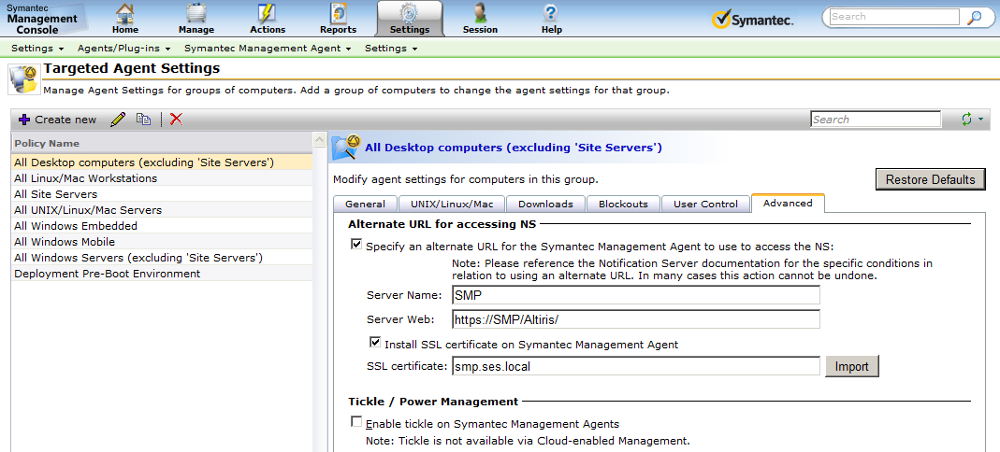 Symantec
Management
Console
Home
Manage
Actions
Reports
Settings
Session
Help
Symantec.
Search
Settings
Agents/Plug-ins
Symantec Management Agent
Settings
Targeted Agent Settings
Manage Agent Settings for groups of computers. Add a group of computers to change the agent settings for that group.
Create new
Search
Policy Name
All Desktop computers (excluding 'Site Servers')
All Linux/Mac Workstations
All Site Servers
All UNIX/Linux/Mac Servers
All Windows Embedded
All Windows Mobile
All Windows Servers (excluding 'Site Servers')
Deployment Pre-Boot Environment
All Desktop computers (excluding 'Site Servers')
Modify agent settings for computers in this group.
Restore Defaults
General
UNIX/Linux/Mac
Downloads
Blockouts
User Control
Advanced
Alternate URL for accessing NS
Specify an alternate URL for the Symantec Management Agent to use to access the NS:
Note: Please reference the Notification Server documentation for the specific conditions in
relation to using an alternate URL. In many cases this action cannot be undone.
Server Name: SMP
Server Web: https://SMP/Altiris/
Install SSL certificate on Symantec Management Agent
SSL certificate: smp.ses.local Import
Tickle / Power Management
Enable tickle on Symantec Management Agents
Note: Tickle is not available via Cloud-enabled Management.